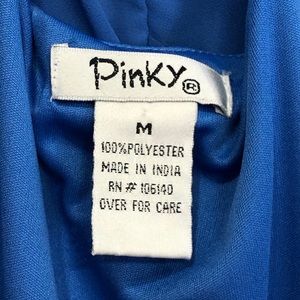 Pinky®
M
100%POLYESTER
MADE IN INDIA
RN# 106140
OVER FOR CARE